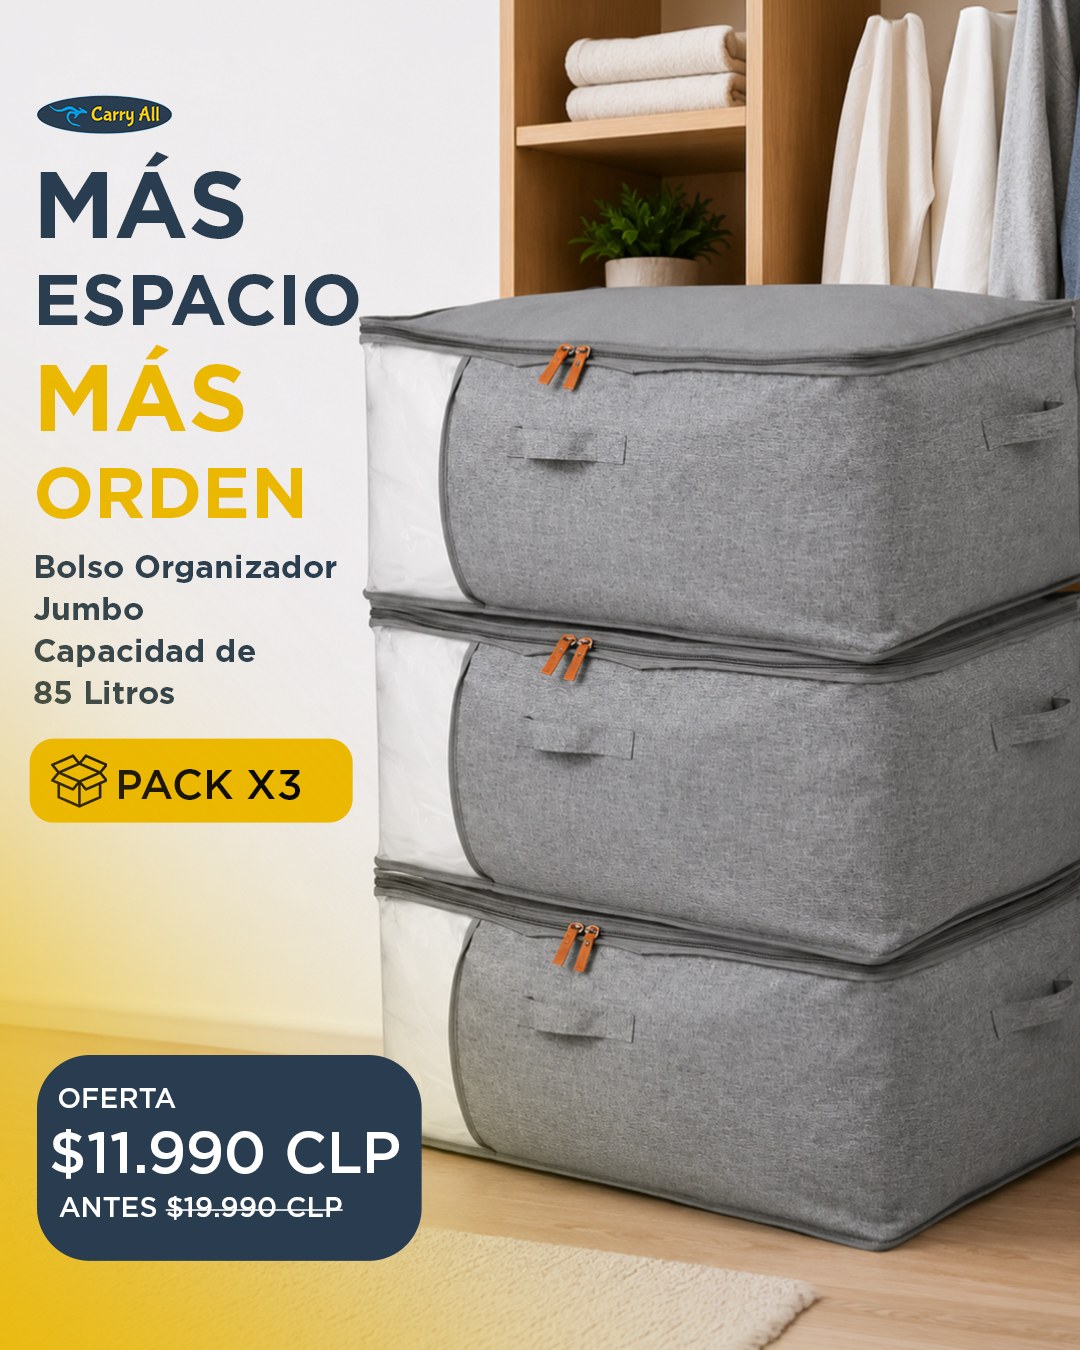 Carry All
MÁS
ESPACIO
MÁS
ORDEN
Bolso Organizador
Jumbo
Capacidad de
85 Litros
PACK X3
OFERTA
$11.990 CLP
ANTES $19.990 CLP